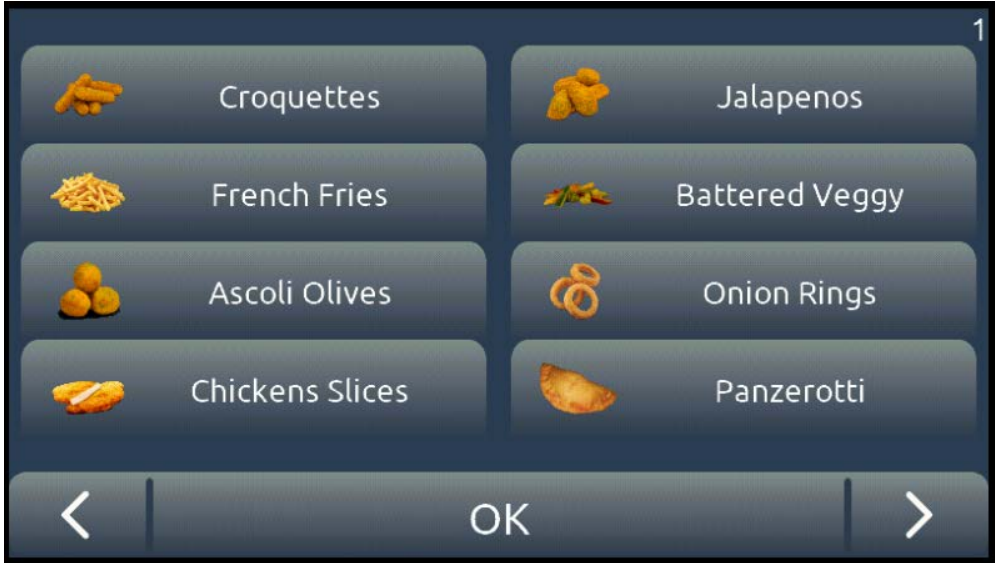 1
Croquettes
Jalapenos
French Fries
Battered Veggy
Ascoli Olives
Onion Rings
Chickens Slices
Panzerotti
OK